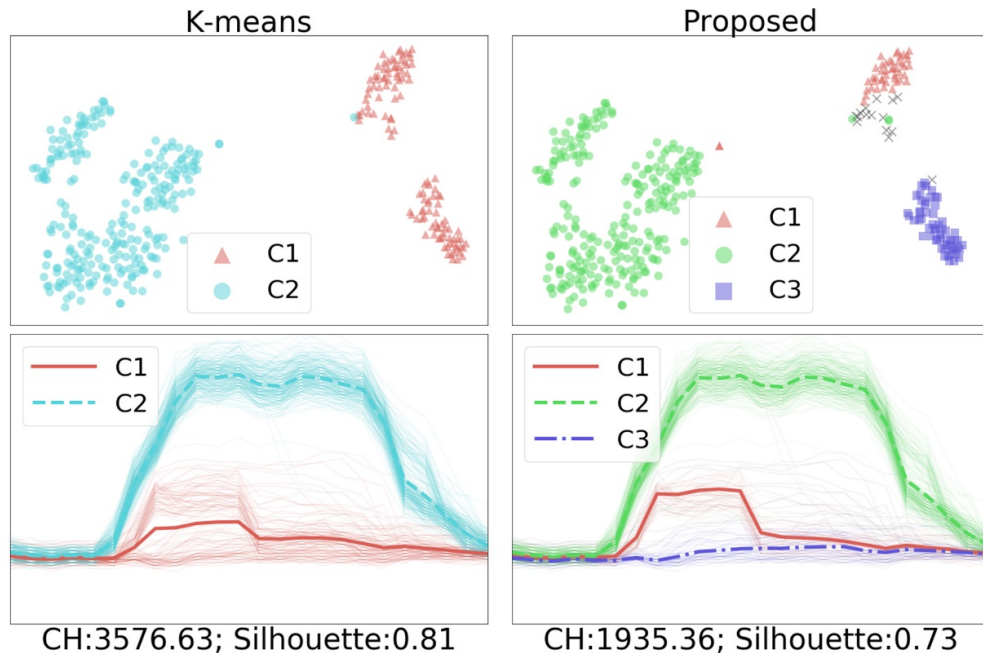 K-means
C1
C2
C1
C2
CH:3576.63; Silhouette:0.81
Proposed
C1
C2
C3
C1
C2
C3
CH:1935.36; Silhouette:0.73